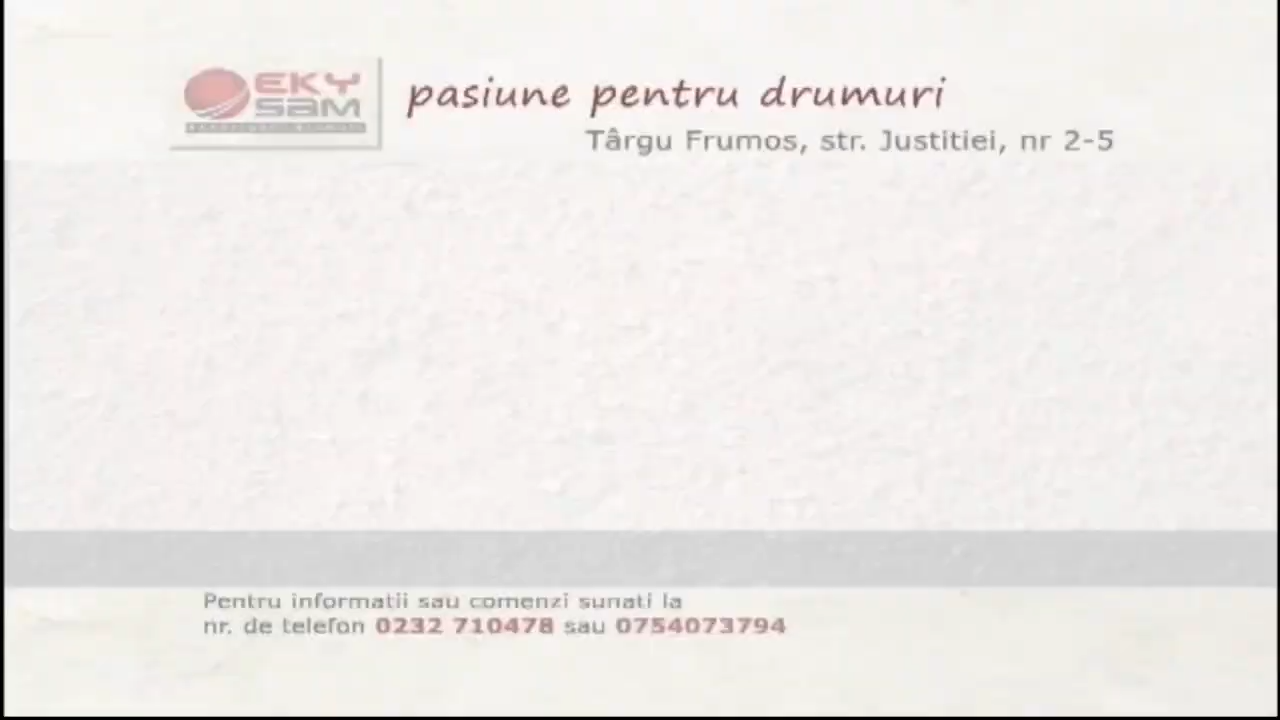 EKY
SAM
pasiune pentru drumuri
Târgu Frumos, str. Justitiei, nr 2-5
Pentru informatii sau comenzi sunati la
nr. de telefon 0232 710478 sau 0754073794